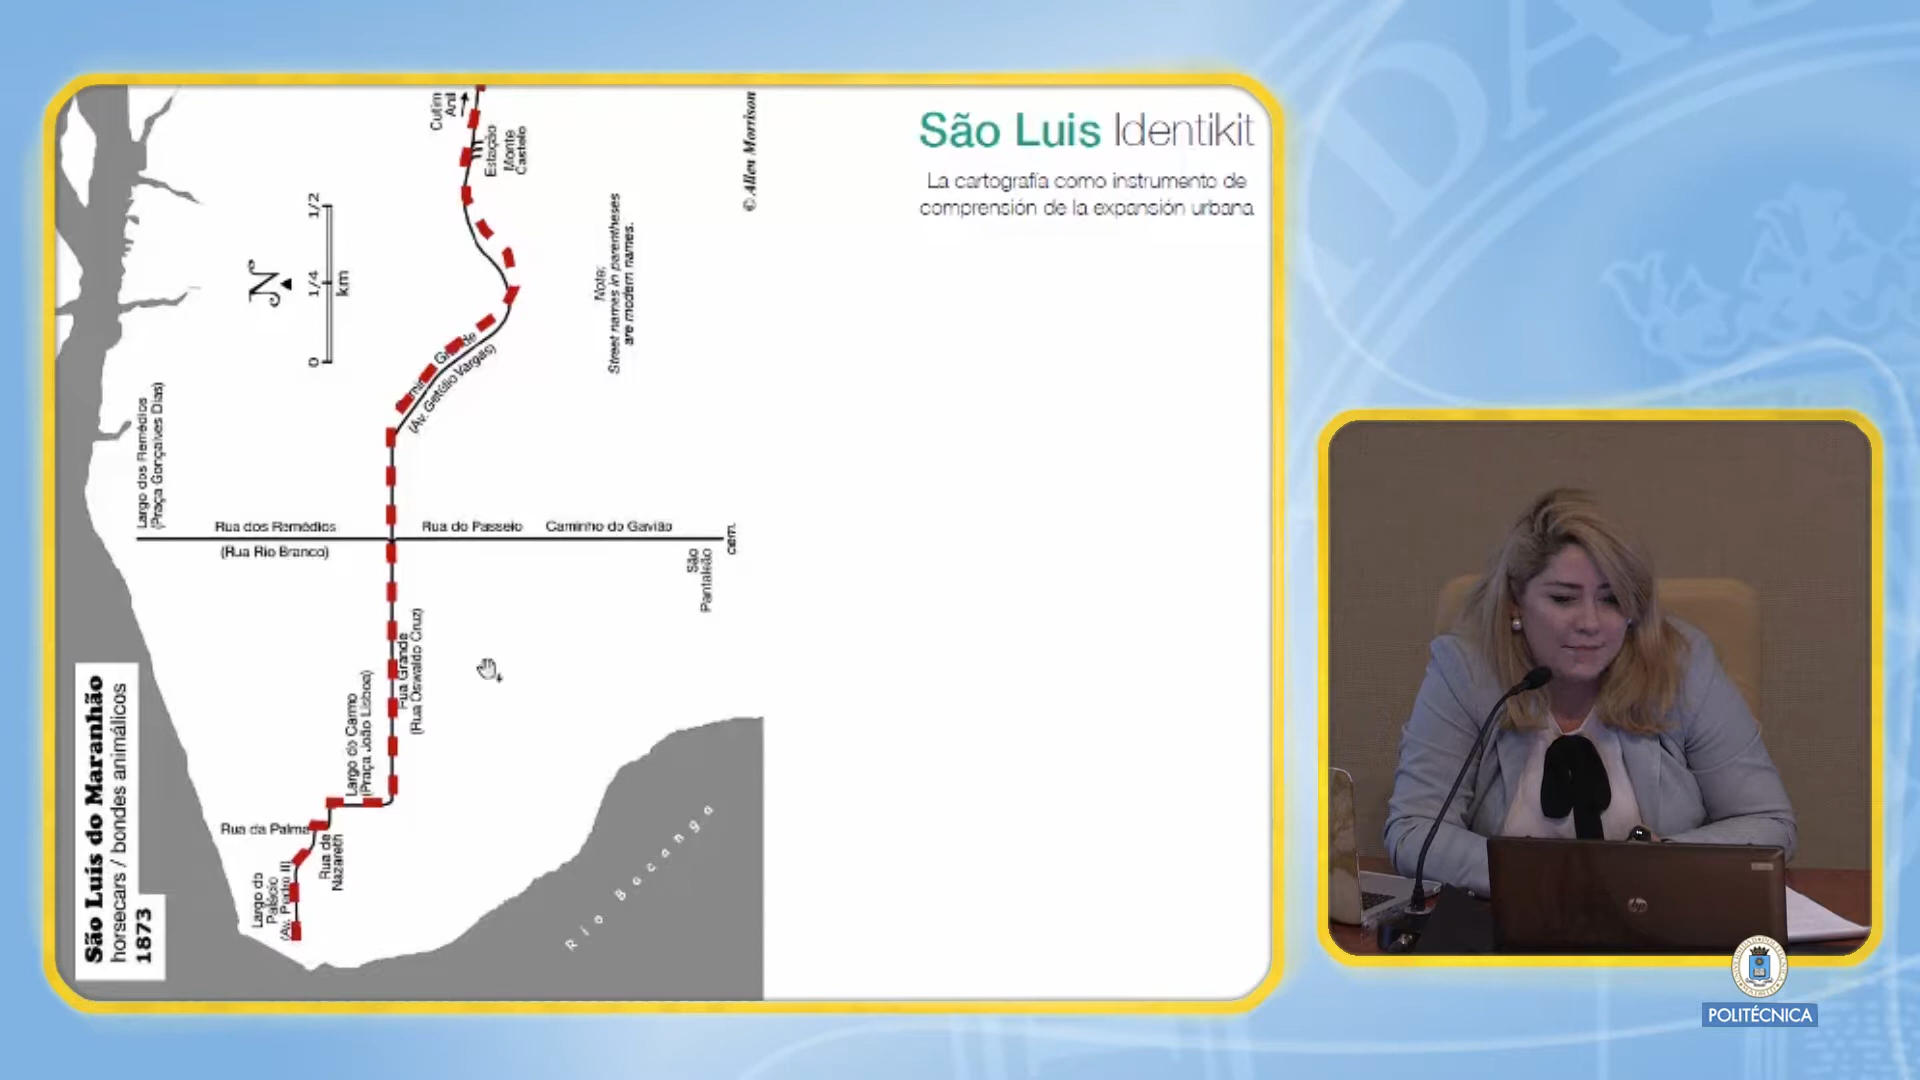 São Luis Identikit
La cartografía como instrumento de
comprensión de la expansión urbana
São Luís do Maranhão
horsecars / bondes animálicos
1873
Cutim
Anil
Estação
Monte
Castelo
© Allen Morrison
N
0 1/4 1/2
km
Note:
Street names in parentheses
are modern names.
Caminho Grande
(Av. Getúlio Vargas)
Largo dos Remédios
(Praça Gonçalves Dias)
Rua dos Remédios
(Rua Rio Branco)
Rua do Passeio
Caminho do Gavião
cem.
São
Pantaleão
Rua Grande
(Rua Oswaldo Cruz)
Largo do Carmo
(Praça João Lisboa)
Rua da Palma
Rua de
Nazareth
Largo do
Palácio
(Av. Pedro II)
Rio Bacanga
hp
POLITÉCNICA